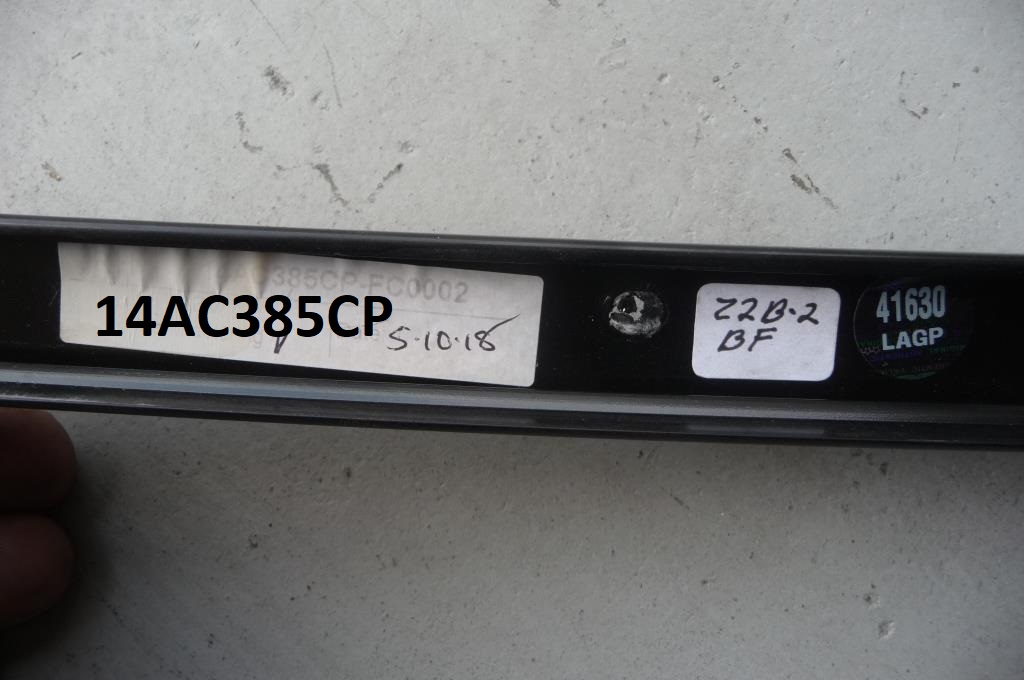 385CP-FC0002
14AC385CP
5-10-18
Z2B-2
BF
41630
LAGP